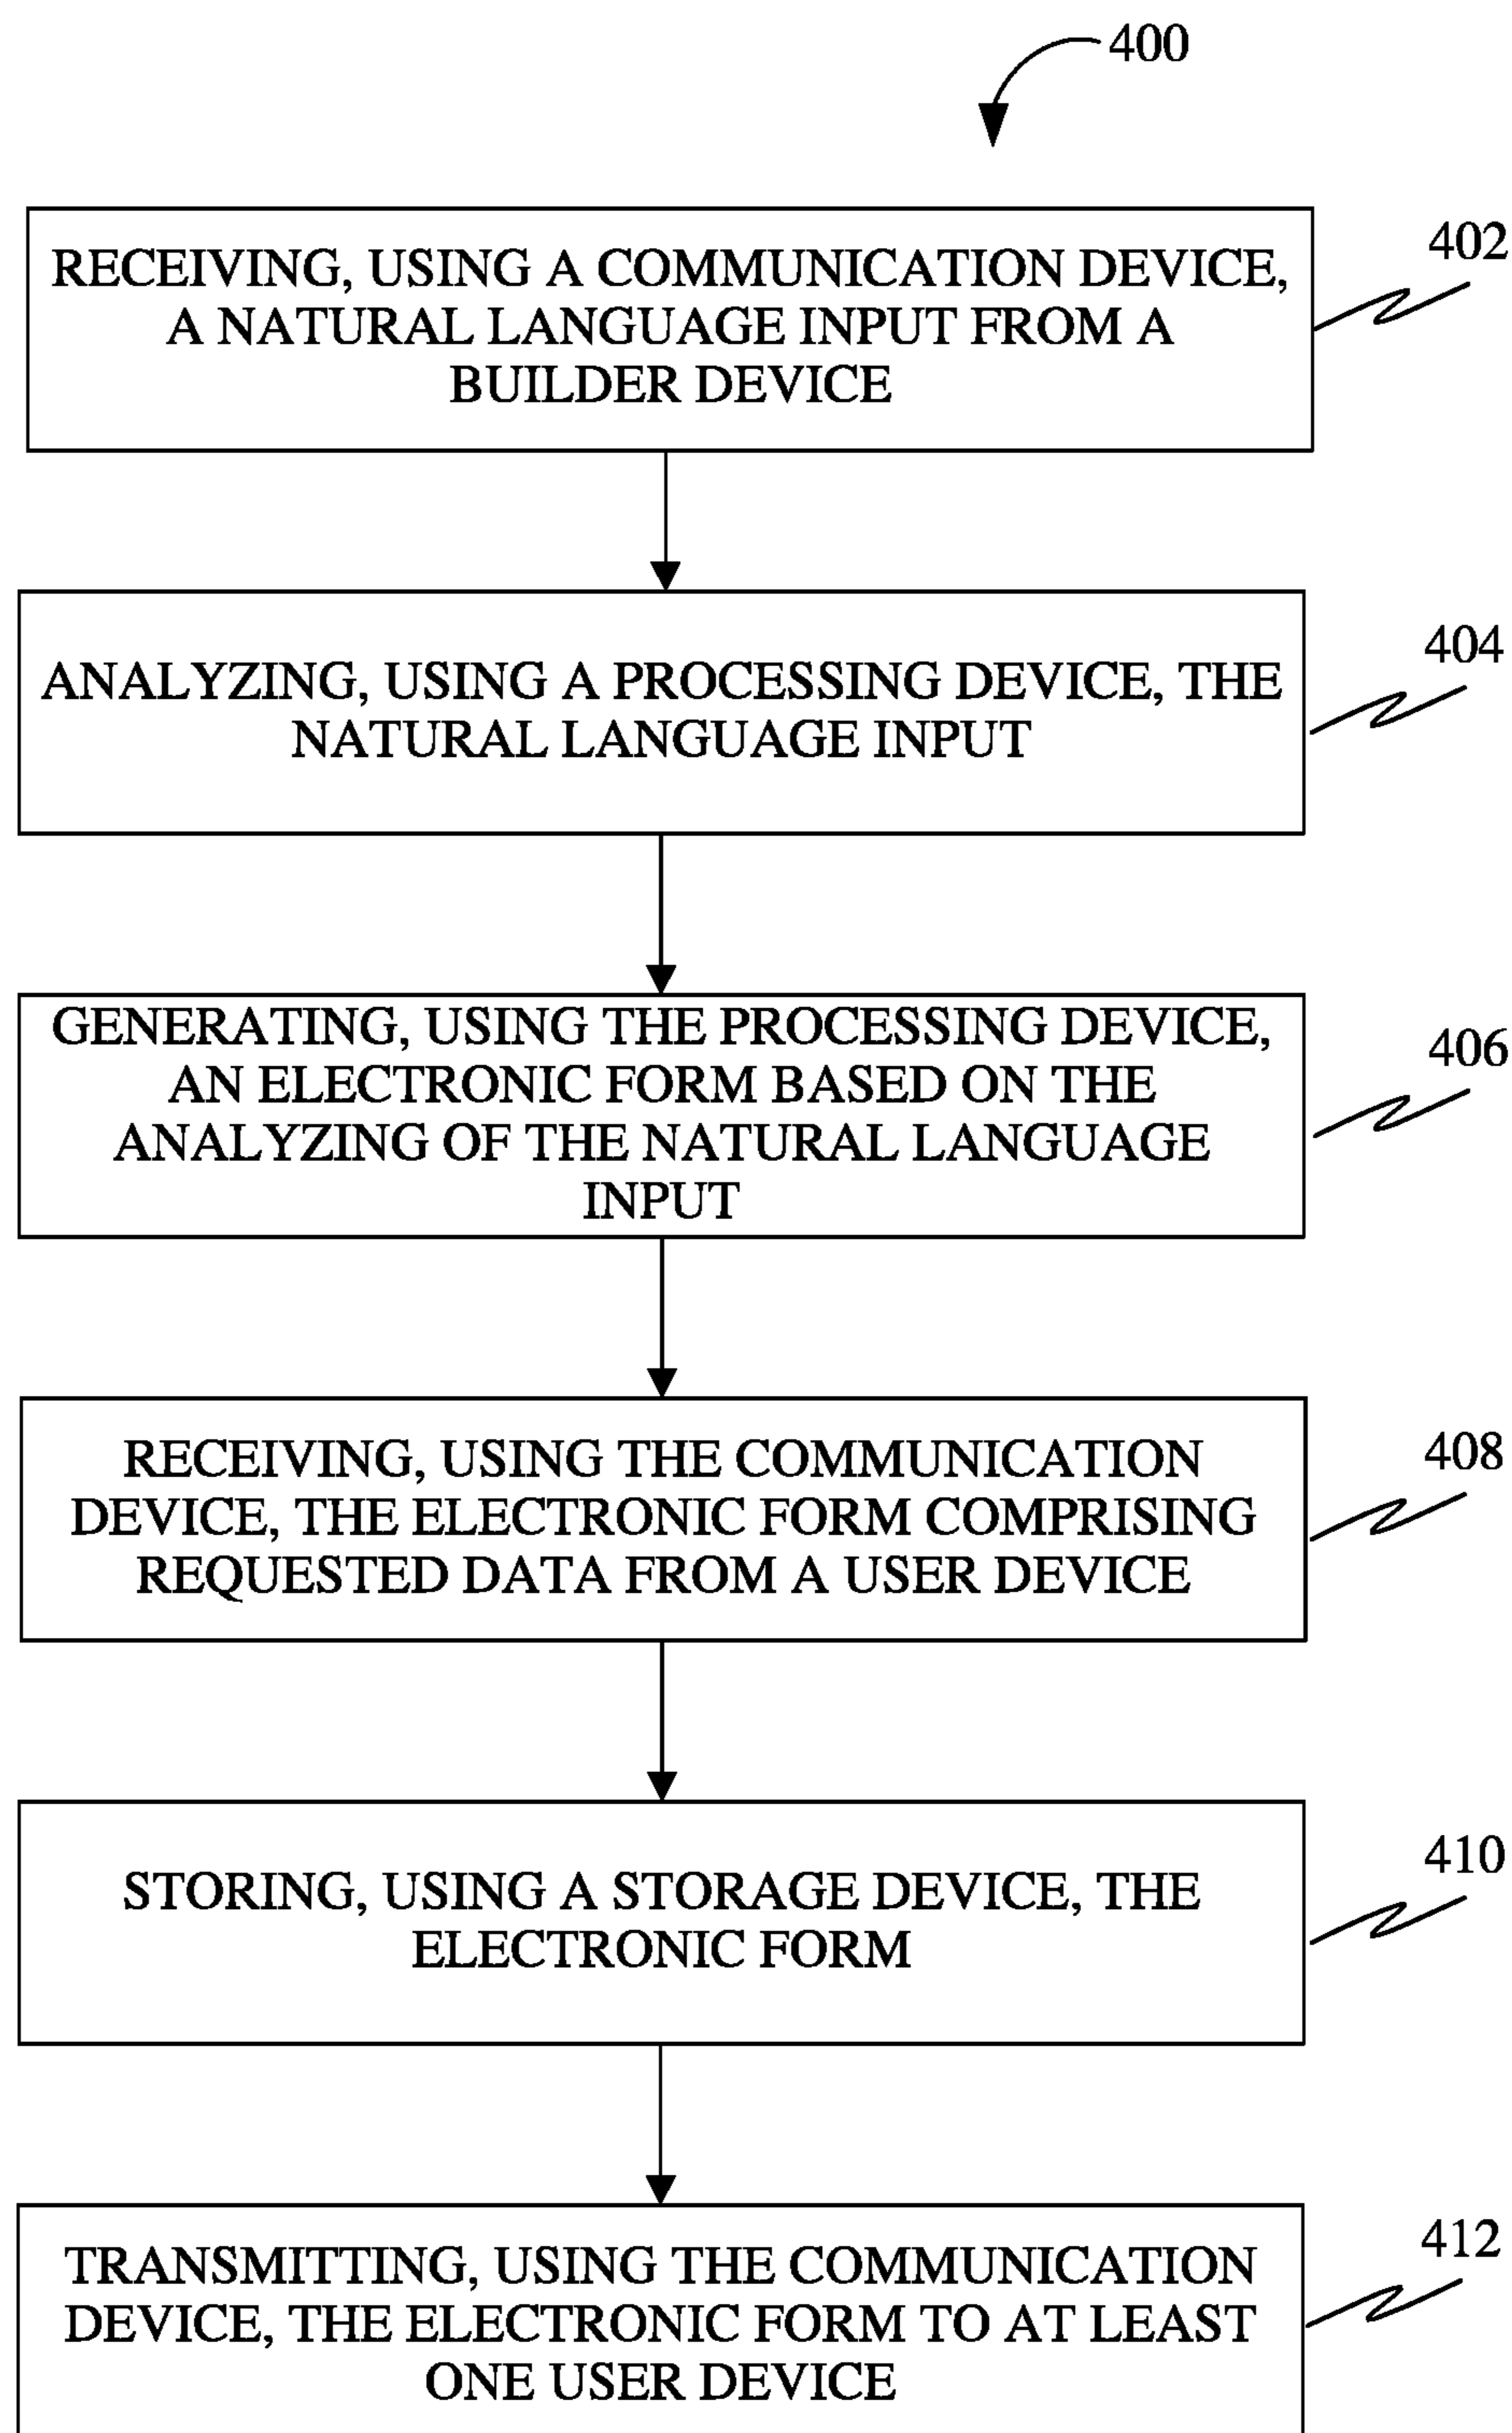 400
RECEIVING, USING A COMMUNICATION DEVICE,
A NATURAL LANGUAGE INPUT FROM A
BUILDER DEVICE
402
ANALYZING, USING A PROCESSING DEVICE, THE
NATURAL LANGUAGE INPUT
404
GENERATING, USING THE PROCESSING DEVICE,
AN ELECTRONIC FORM BASED ON THE
ANALYZING OF THE NATURAL LANGUAGE
INPUT
406
RECEIVING, USING THE COMMUNICATION
DEVICE, THE ELECTRONIC FORM COMPRISING
REQUESTED DATA FROM A USER DEVICE
408
STORING, USING A STORAGE DEVICE, THE
ELECTRONIC FORM
410
TRANSMITTING, USING THE COMMUNICATION
DEVICE, THE ELECTRONIC FORM TO AT LEAST
ONE USER DEVICE
412